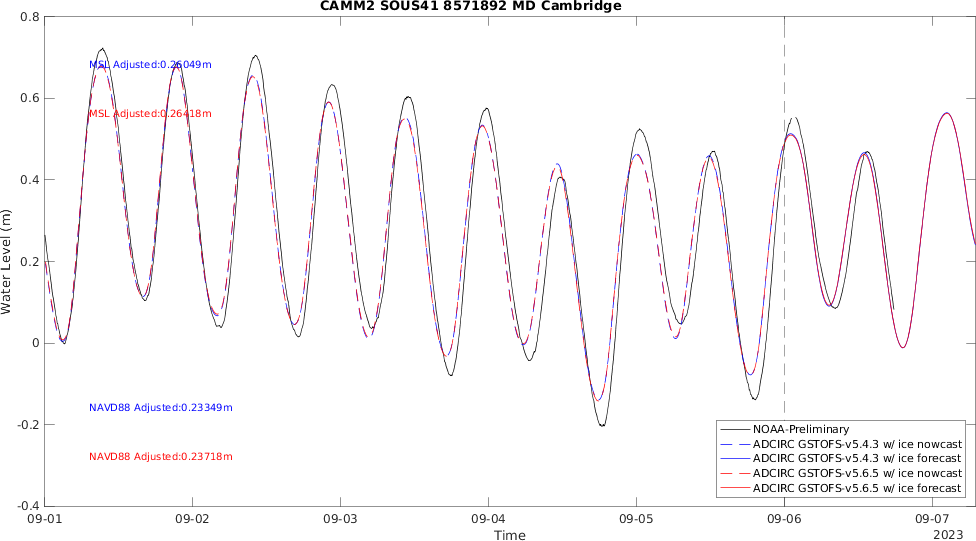 CAMM2 SOUS41 8571892 MD Cambridge
0.8
0.6
0.4
0.2
0
-0.2
-0.4
Water Level (m)
MSL Adjusted:0.26049m
MSL Adjusted:0.26418m
NAVD88 Adjusted:0.23349m
NAVD88 Adjusted:0.23718m
NOAA-Preliminary
ADCIRC GSTOFS-v5.4.3 w/ ice nowcast
ADCIRC GSTOFS-v5.4.3 w/ ice forecast
ADCIRC GSTOFS-v5.6.5 w/ ice nowcast
ADCIRC GSTOFS-v5.6.5 w/ ice forecast
09-01 09-02 09-03 09-04 09-05 09-06 09-07
Time
2023